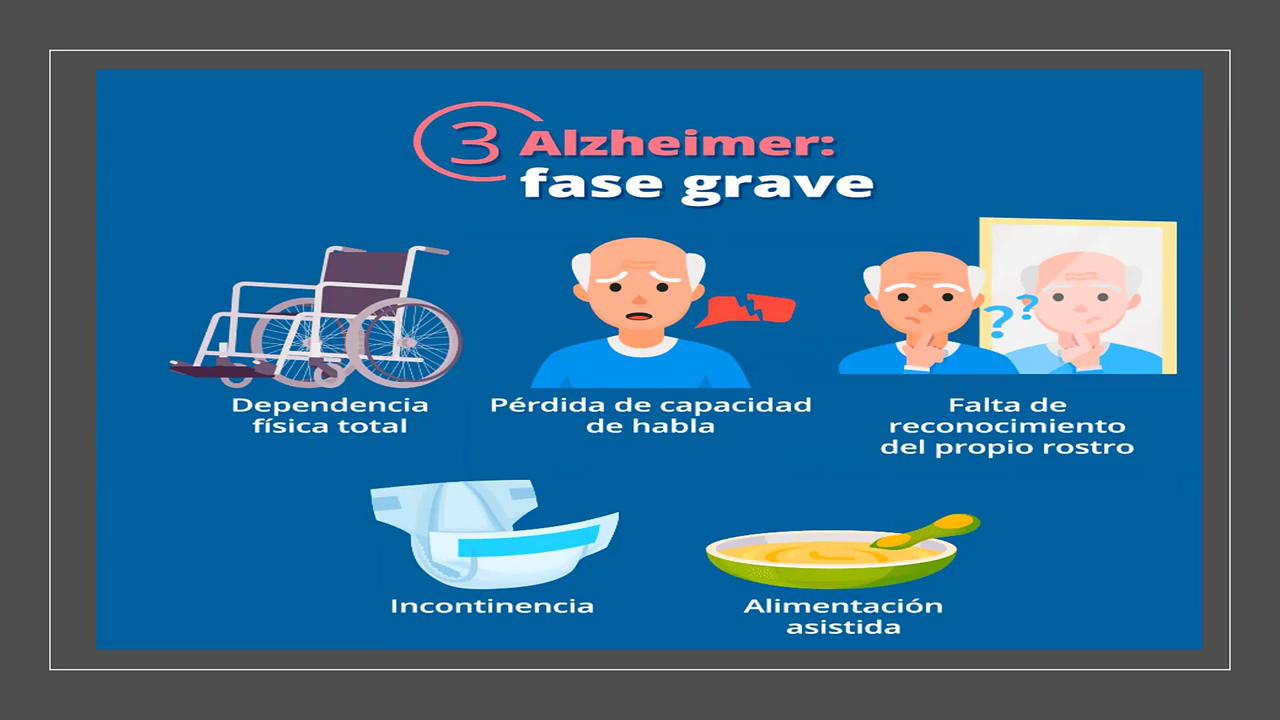 3 Alzheimer:
fase grave
Dependencia
física total
Pérdida de capacidad
de habla
? ?
Falta de
reconocimiento
del propio rostro
Incontinencia
Alimentación
asistida